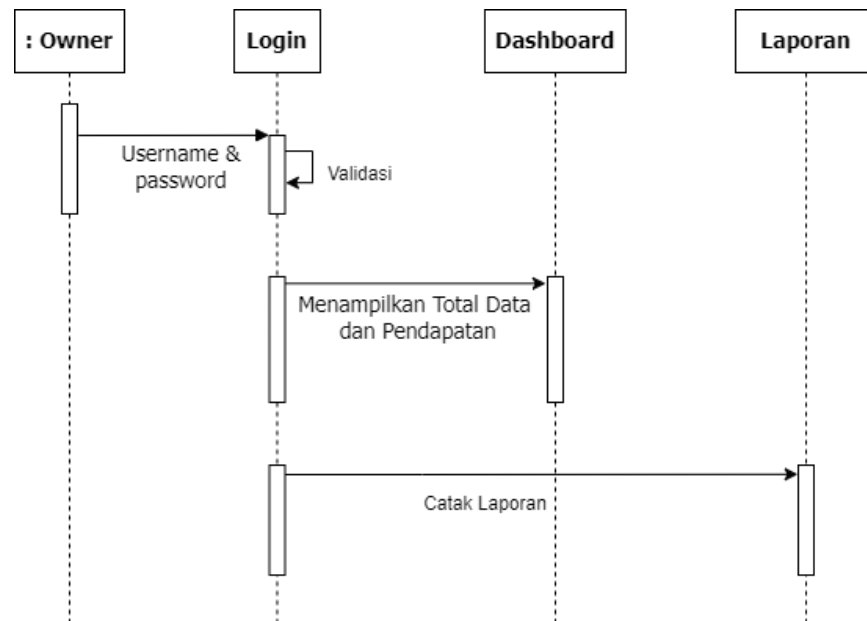 : Owner
Login
Dashboard
Laporan
Username &
password
Validasi
Menampilkan Total Data
dan Pendapatan
Catak Laporan